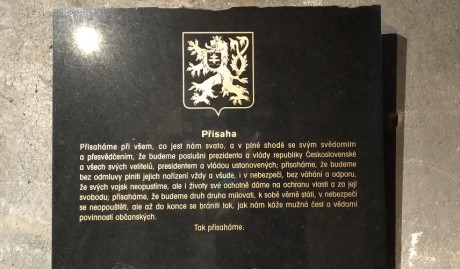 Přísaha
Přísaháme při všem, co jest nám svato, a v plné shodě se svým svědomím
a přesvědčením, že budeme poslušni prezidenta a vlády republiky Československé
a všech svých velitelů, presidentem a vládou ustanovených; přísaháme, že budeme
bez odmluvy plniti jejich nařízení vždy a všude, i v nebezpečí, bez váhání a odporu,
že svých vojsk neopustíme, ale i životy své ochotně dáme na ochranu vlasti a za její
svobodu; přísaháme, že budeme druh druha milovati, k sobě věrně státi, v nebezpečí
se neopouštěti, ale až do konce se brániti tak, jak nám káže mužná čest a vědomí
povinností občanských.
Tak přísaháme.